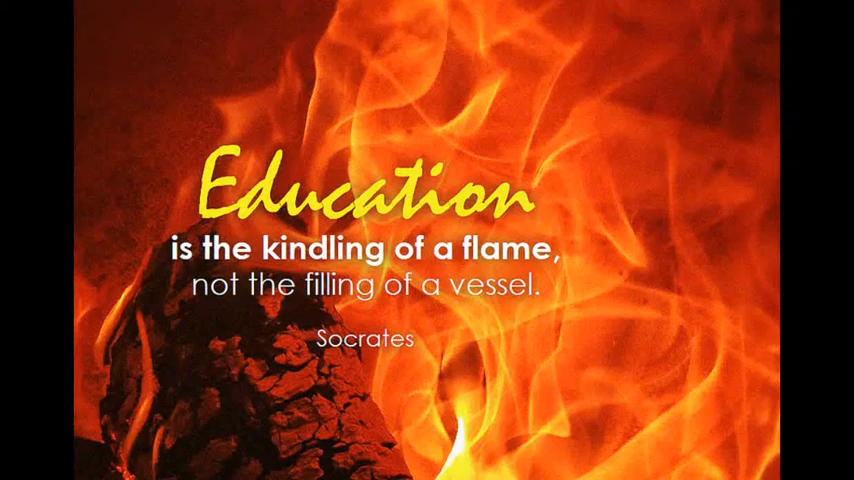 Education
is the kindling of a flame,
not the filling of a vessel.
Socrates